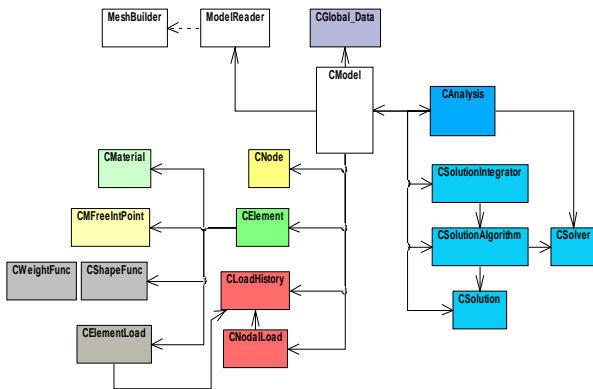 MeshBuilder
ModelReader
CGlobal_Data
CModel
CAnalysis
CMaterial
CNode
CSolutionIntegrator
CMFreeIntPoint
CElement
CSolutionAlgorithm
CSolver
CWeightFunc
CShapeFunc
CLoadHistory
CSolution
CElementLoad
CNodalLoad